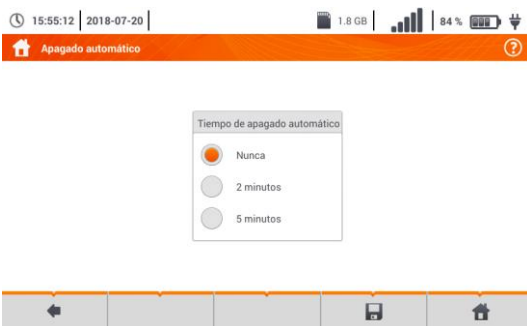 15:55:12 2018-07-20 1.8 GB 84 %
Apagado automático ?
Tiempo de apagado automático
Nunca
2 minutos
5 minutos